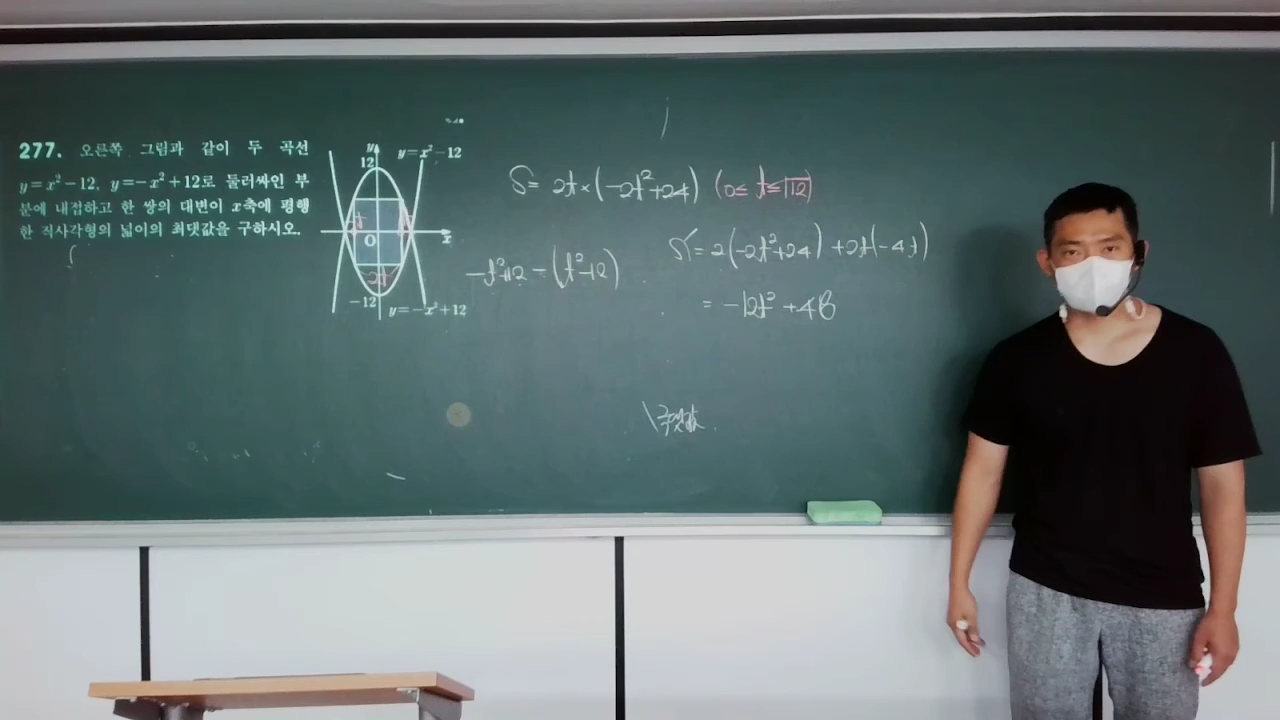 277. 오른쪽 그림과 같이 두 곡선
y=x²-12, y=-x²+12로 둘러싸인 부
분에 내접하고 한 쌍의 대변이 x축에 평행
한 직사각형의 넓이의 최댓값을 구하시오.
y
12
y=x²-12
O
x
2t
-12
y=-x²+12
-t²+12-(t²-12)
S= 2t×(-2t²+24) (0≤t≤√12)
S'=2(-2t²+24)+2t(-4t)
= -12t²+48
극댓값